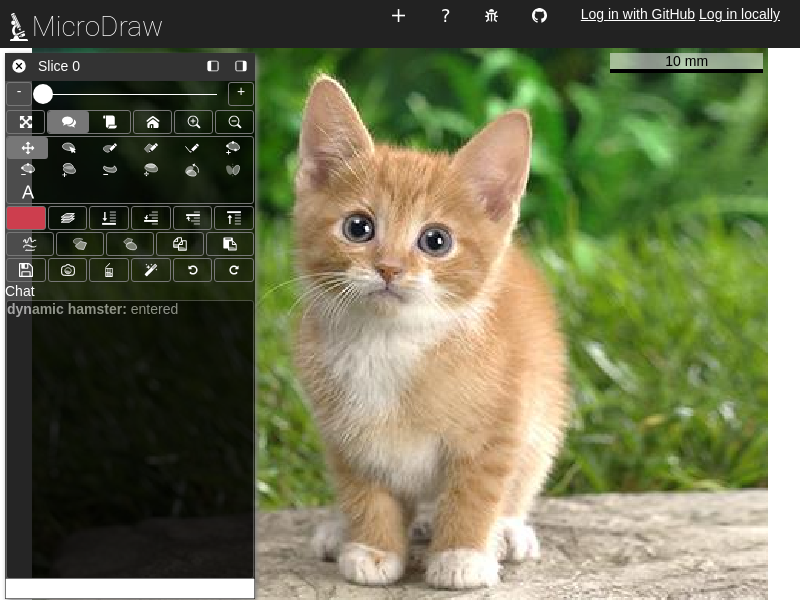 MicroDraw
+ ? Log in with GitHub Log in locally
Slice 0
10 mm
- +
A
Chat
dynamic hamster: entered